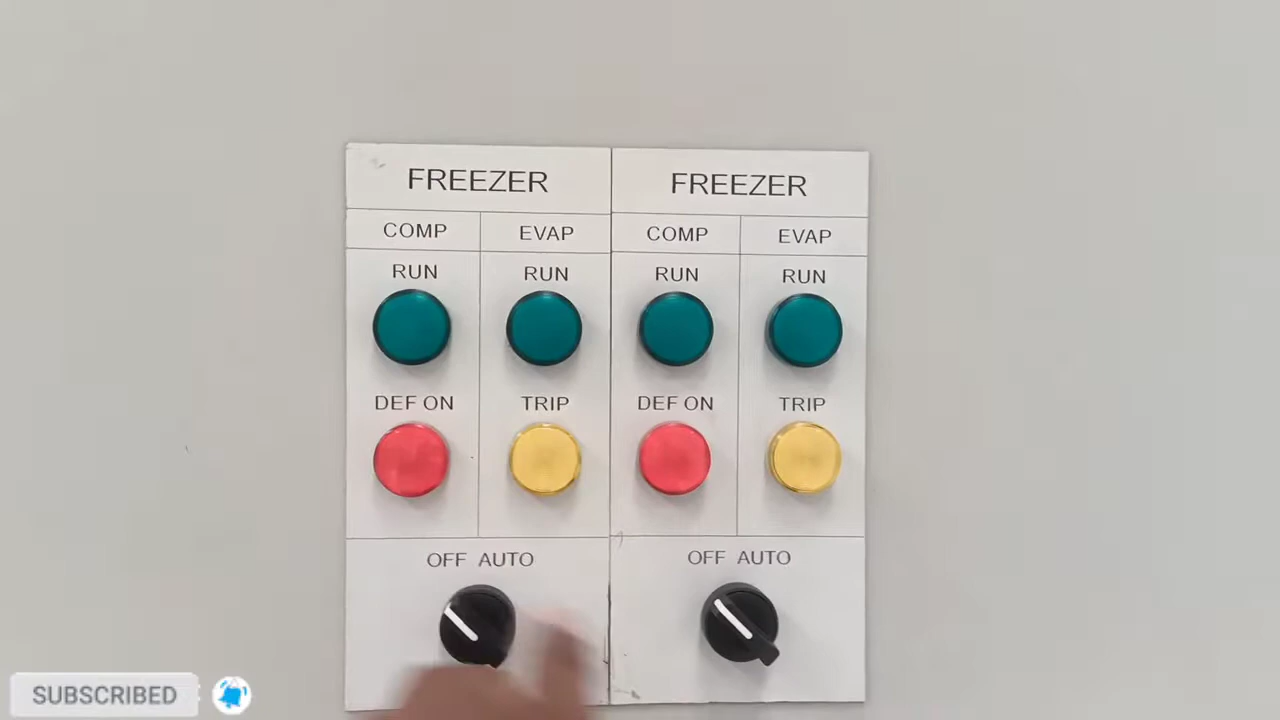 FREEZER FREEZER
COMP EVAP COMP EVAP
RUN RUN RUN RUN
DEF ON TRIP DEF ON TRIP
OFF AUTO OFF AUTO
SUBSCRIBED